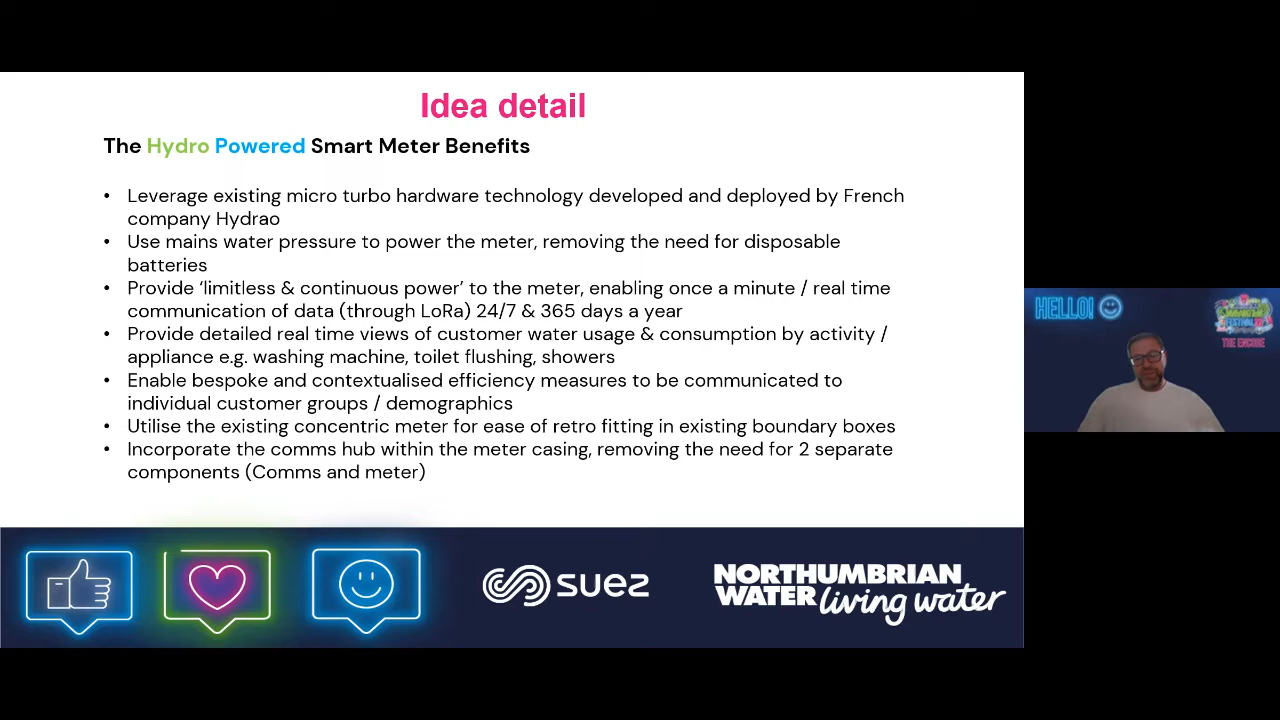 Idea detail
The Hydro Powered Smart Meter Benefits
• Leverage existing micro turbo hardware technology developed and deployed by French
company Hydrao
• Use mains water pressure to power the meter, removing the need for disposable
batteries
• Provide ‘limitless & continuous power’ to the meter, enabling once a minute / real time
communication of data (through LoRa) 24/7 & 365 days a year
• Provide detailed real time views of customer water usage & consumption by activity /
appliance e.g. washing machine, toilet flushing, showers
• Enable bespoke and contextualised efficiency measures to be communicated to
individual customer groups / demographics
• Utilise the existing concentric meter for ease of retro fitting in existing boundary boxes
• Incorporate the comms hub within the meter casing, removing the need for 2 separate
components (Comms and meter)
suez
NORTHUMBRIAN
WATER living water
HELLO!
INNOVATION
FESTIVAL
THE ENCORE